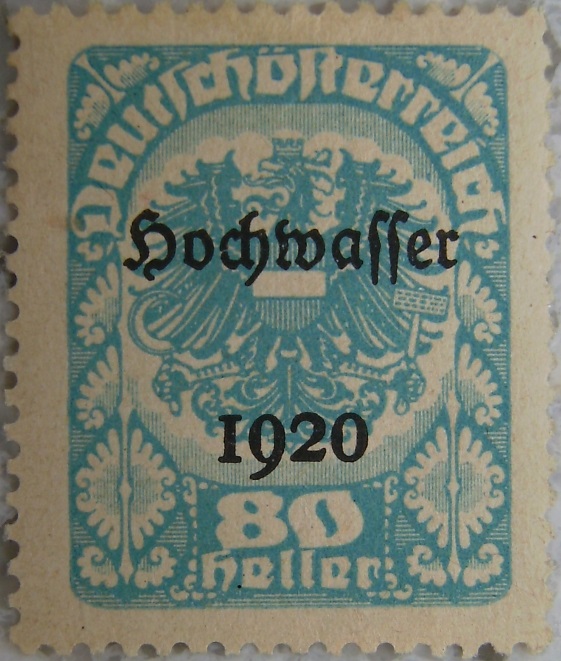 Deutschösterreich
Hochwasser
1920
80
heller